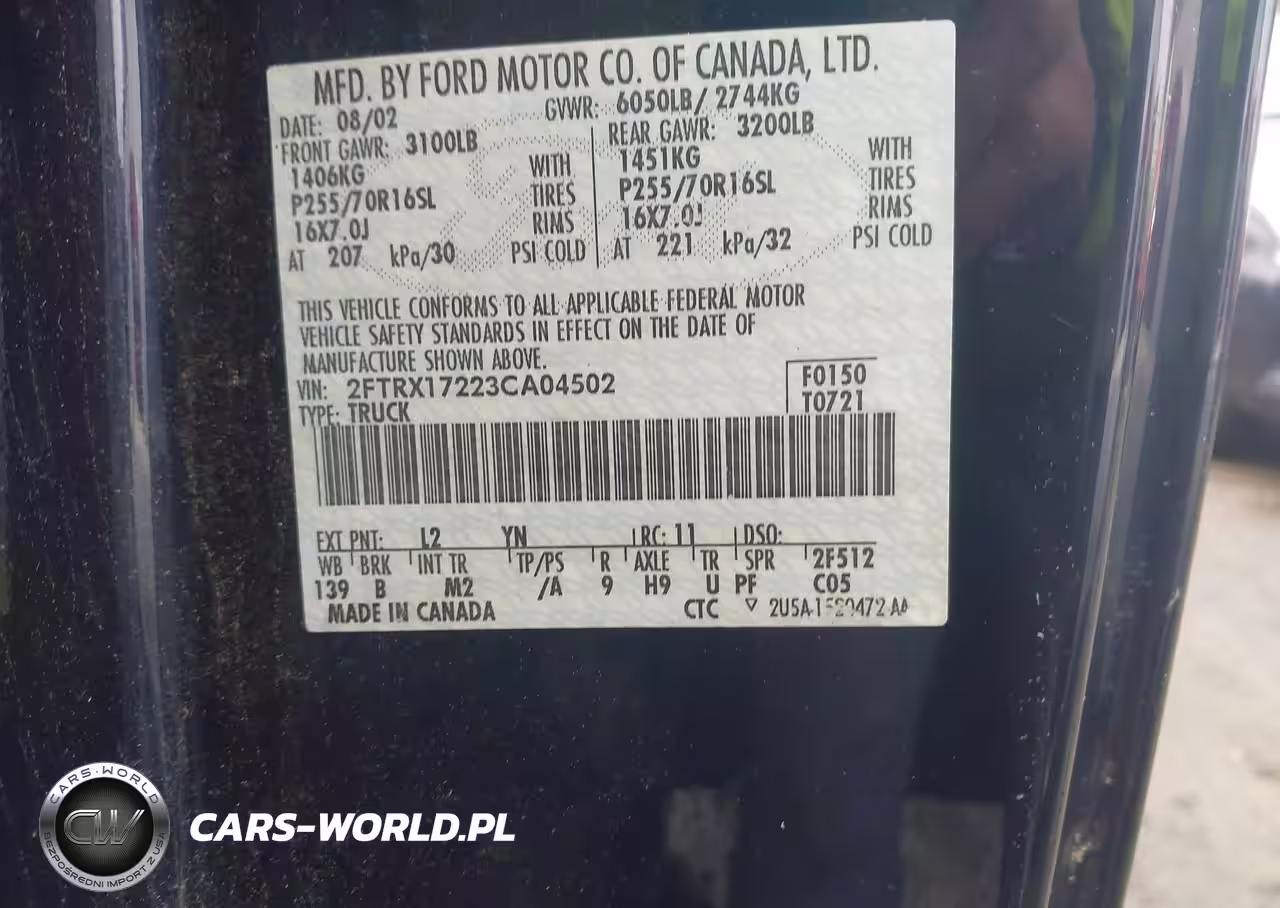 MFD. BY FORD MOTOR CO. OF CANADA, LTD.
DATE: 08/02 GVWR: 6050LB/ 2744KG
FRONT GAWR: 3100LB REAR GAWR: 3200LB
1406KG WITH 1451KG WITH
P255/70R16SL TIRES P255/70R16SL TIRES
16X7.0J RIMS 16X7.0J RIMS
AT 207 kPa/30 PSI COLD AT 221 kPa/32 PSI COLD
THIS VEHICLE CONFORMS TO ALL APPLICABLE FEDERAL MOTOR
VEHICLE SAFETY STANDARDS IN EFFECT ON THE DATE OF
MANUFACTURE SHOWN ABOVE.
VIN: 2FTRX17223CA04502 F0150
TYPE: TRUCK T0721
EXT PNT: L2 YN RC: 11 DSO:
WB BRK INT TR TP/PS R AXLE TR SPR 2F512
139 B M2 /A 9 H9 U PF C05
MADE IN CANADA CTC
CARS-WORLD
CW
BEZPOŚREDNI IMPORT Z USA
CARS-WORLD.PL